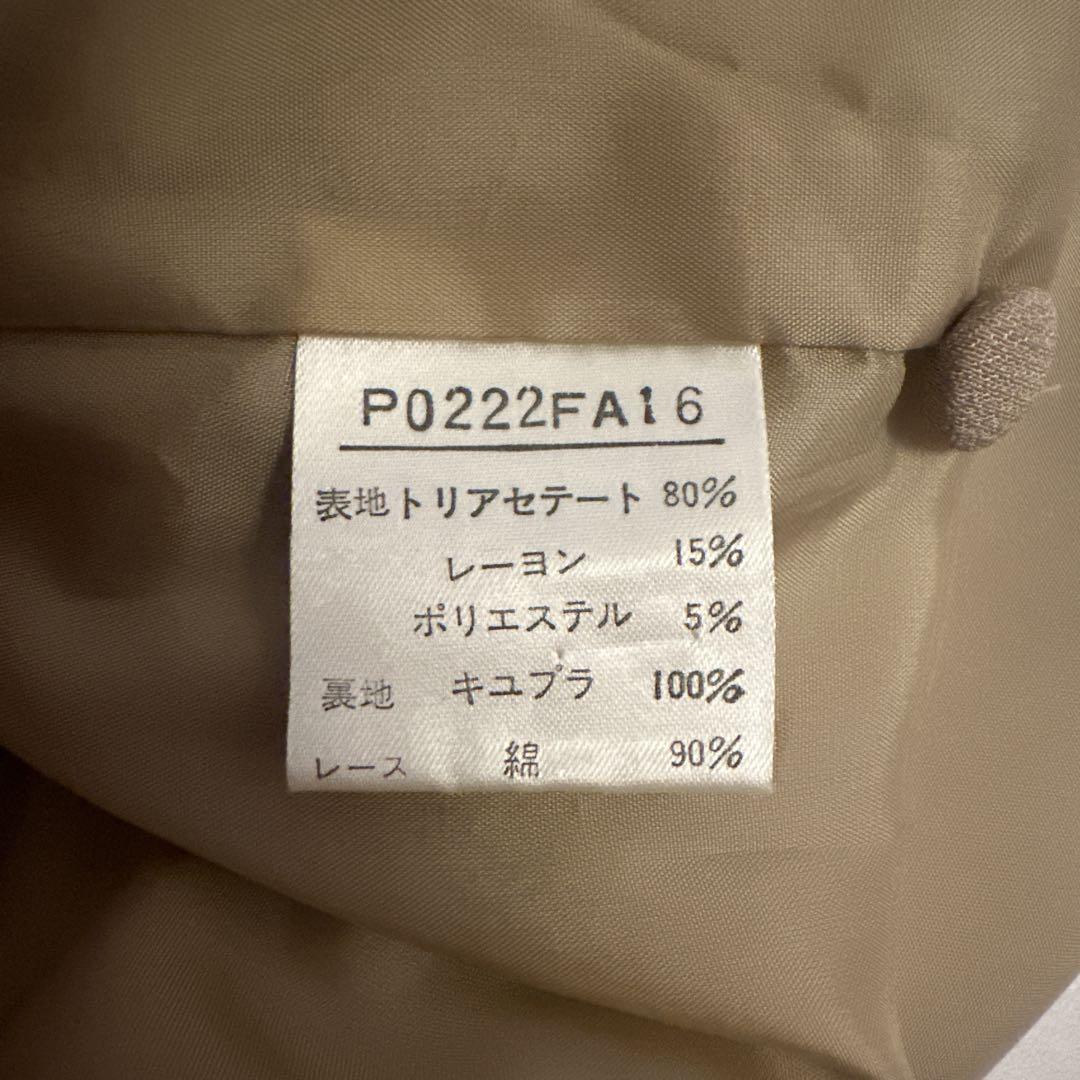 P0222FA16
表地 トリアセテート 80%
レーヨン 15%
ポリエステル 5%
裏地 キユプラ 100%
レース 綿 90%